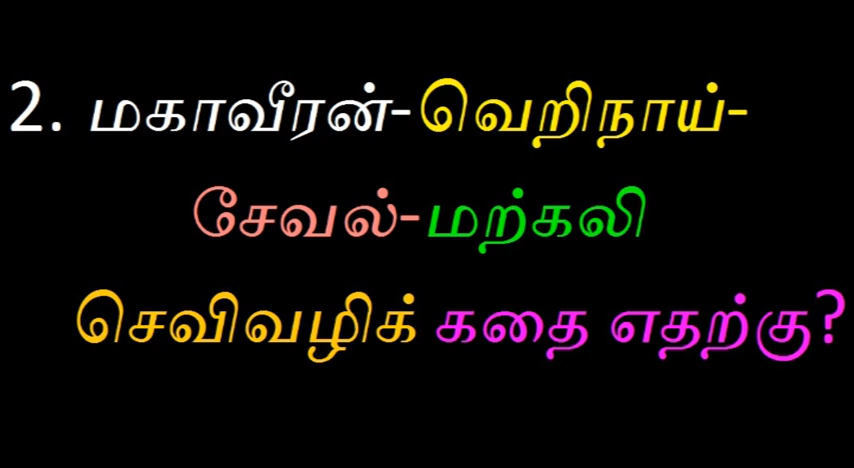 2. மகாவீரன்-வெறிநாய்-
சேவல்-மற்கலி
செவிவழிக் கதை எதற்கு?